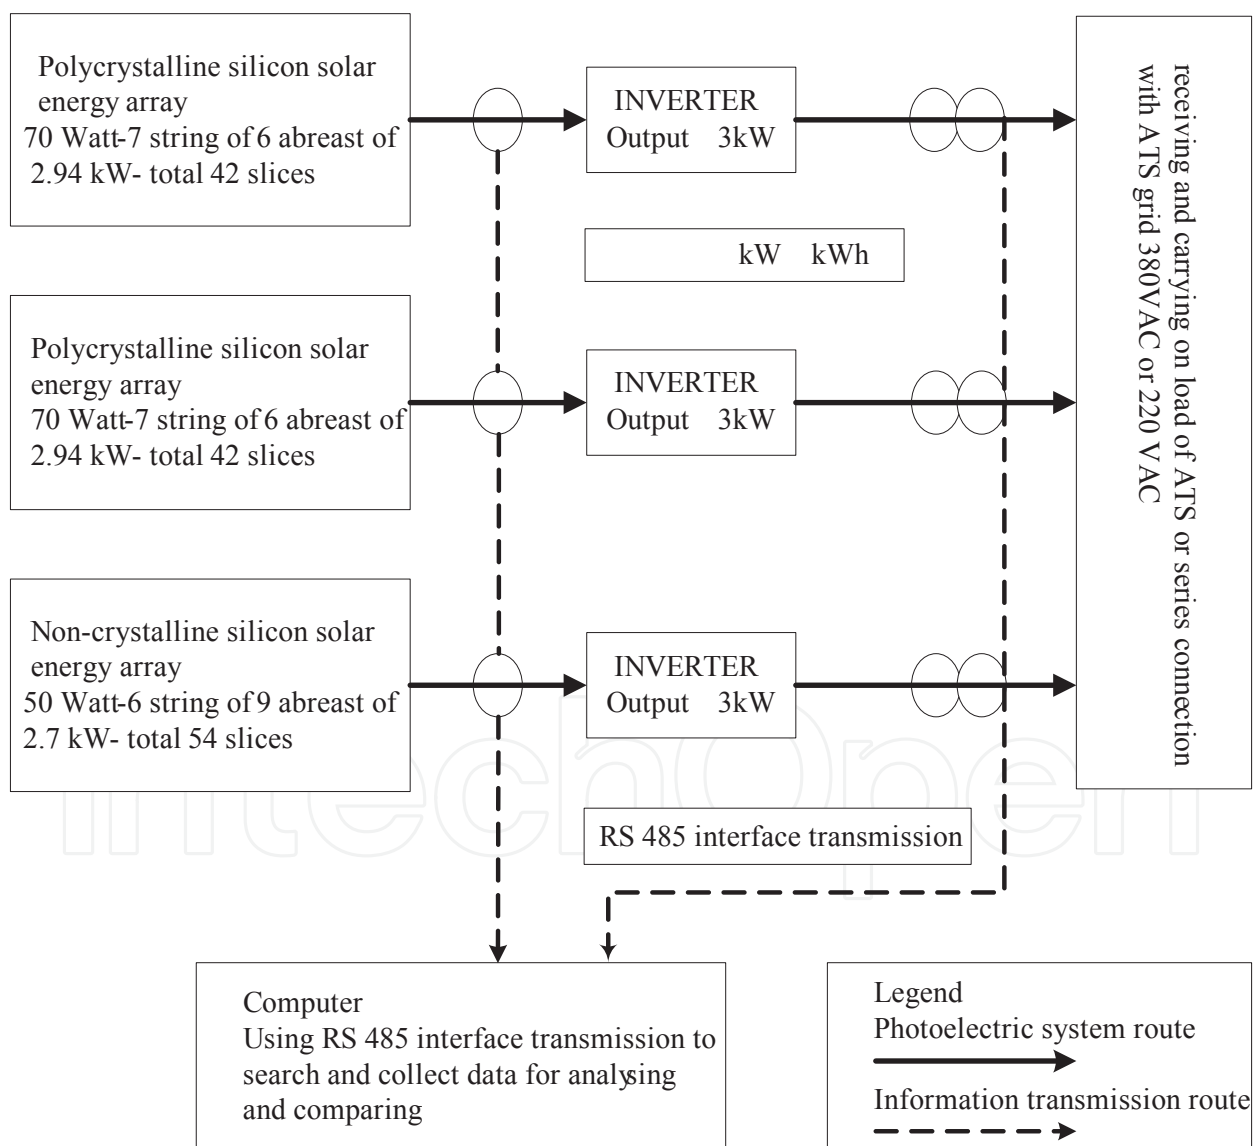 Polycrystalline silicon solar
energy array
70 Watt-7 string of 6 abreast of
2.94 kW- total 42 slices
INVERTER
Output 3kW
kW kWh
Polycrystalline silicon solar
energy array
70 Watt-7 string of 6 abreast of
2.94 kW- total 42 slices
INVERTER
Output 3kW
Non-crystalline silicon solar
energy array
50 Watt-6 string of 9 abreast of
2.7 kW- total 54 slices
INVERTER
Output 3kW
receiving and carrying on load of ATS or series connection
with ATS grid 380VAC or 220 VAC
RS 485 interface transmission
Computer
Using RS 485 interface transmission to
search and collect data for analysing
and comparing
Legend
Photoelectric system route
Information transmission route
IntechOpen